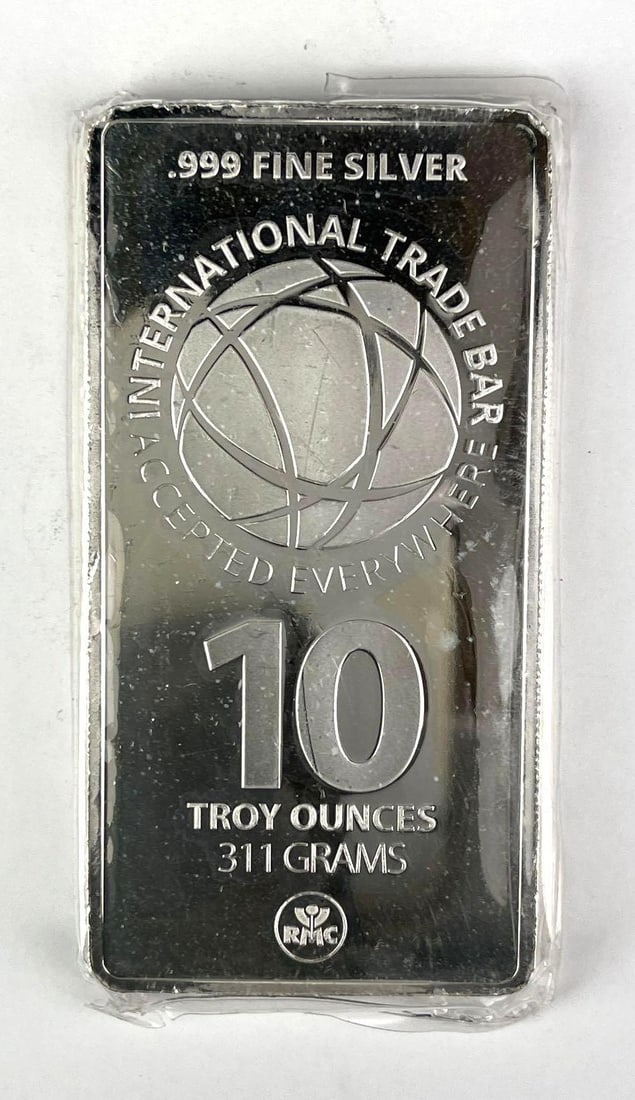 .999 FINE SILVER
INTERNATIONAL TRADE BAR
ACCEPTED EVERYWHERE
10
TROY OUNCES
311 GRAMS
RMC